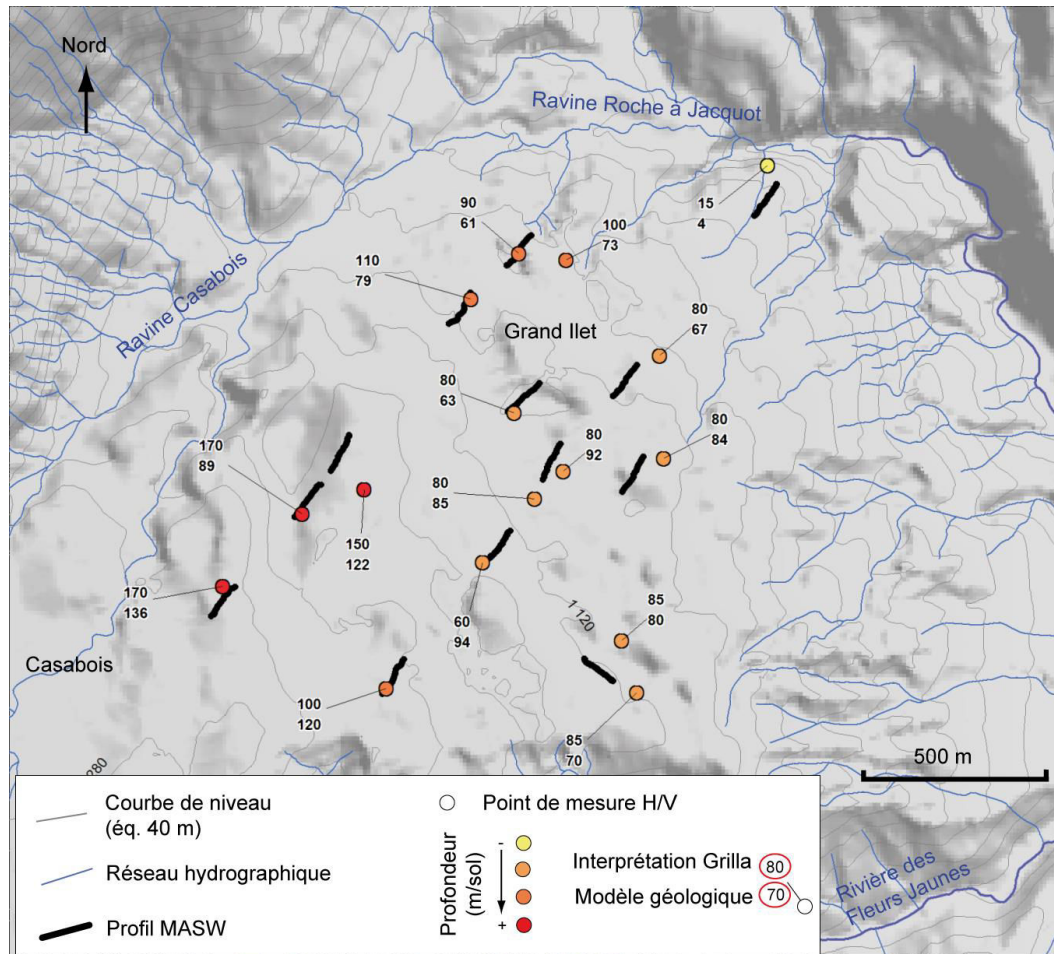 Nord
Ravine Roche à Jacquot
90
61
100
73
15
4
110
79
Ravine Casabois
Grand Ilet
80
67
80
63
80
84
80
92
170
89
80
85
150
122
170
136
60
94
1 120
85
80
Casabois
100
120
85
70
280
500 m
Courbe de niveau
(éq. 40 m)
Réseau hydrographique
Profil MASW
Point de mesure H/V
Profondeur
(m/sol)
-
+
Interprétation Grilla
80
Modèle géologique
70
Rivière des
Fleurs Jaunes